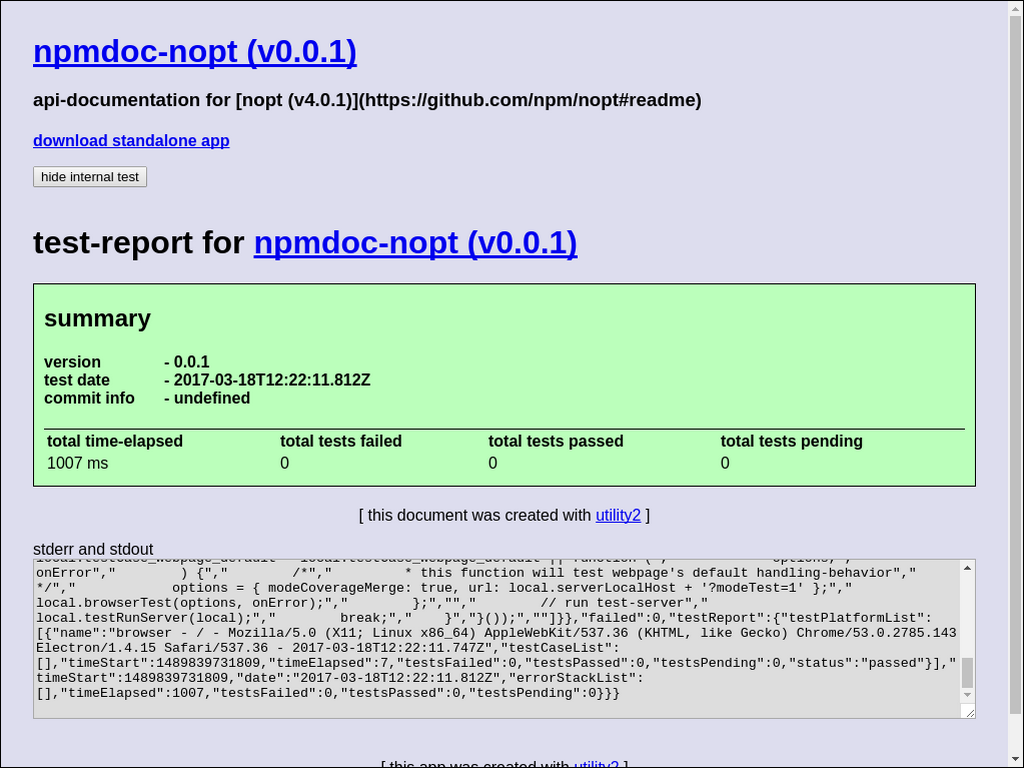 npmdoc-nopt (v0.0.1)
api-documentation for [nopt (v4.0.1)](https://github.com/npm/nopt#readme)
download standalone app
hide internal test
test-report for npmdoc-nopt (v0.0.1)
summary
version - 0.0.1
test date - 2017-03-18T12:22:11.812Z
commit info - undefined
total time-elapsed total tests failed total tests passed total tests pending
1007 ms 0 0 0
[ this document was created with utility2 ]
stderr and stdout
onError","        ) {","        /*","         * this function will test webpage's default handling-behavior","
*/","            options = { modeCoverageMerge: true, url: local.serverLocalHost + '?modeTest=1' };","
local.browserTest(options, onError);","        };","","        // run test-server","
local.testRunServer(local);","        break;","    }","}());",""]}},"failed":0,"testReport":{"testPlatformList":
[{"name":"browser - / - Mozilla/5.0 (X11; Linux x86_64) AppleWebKit/537.36 (KHTML, like Gecko) Chrome/53.0.2785.143
Electron/1.4.15 Safari/537.36 - 2017-03-18T12:22:11.747Z","testCaseList":
[],"timeStart":1489839731809,"timeElapsed":7,"testsFailed":0,"testsPassed":0,"testsPending":0,"status":"passed"}],"
timeStart":1489839731809,"date":"2017-03-18T12:22:11.812Z","errorStackList":
[],"timeElapsed":1007,"testsFailed":0,"testsPassed":0,"testsPending":0}}}
[ this app was created with utility2 ]